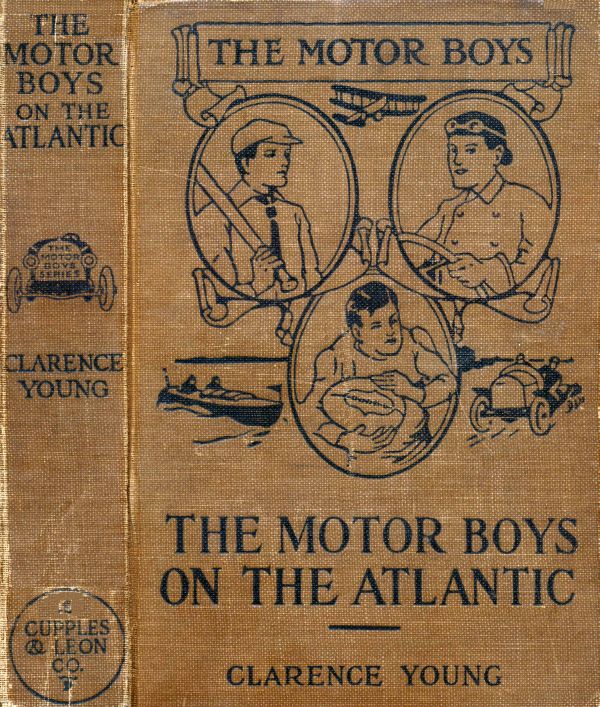 THE
MOTOR
BOYS
ON THE
ATLANTIC
THE
MOTOR
BOYS
SERIES
CLARENCE
YOUNG
CUPPLES
& LEON
CO.
THE MOTOR BOYS
THE MOTOR BOYS
ON THE ATLANTIC
CLARENCE YOUNG